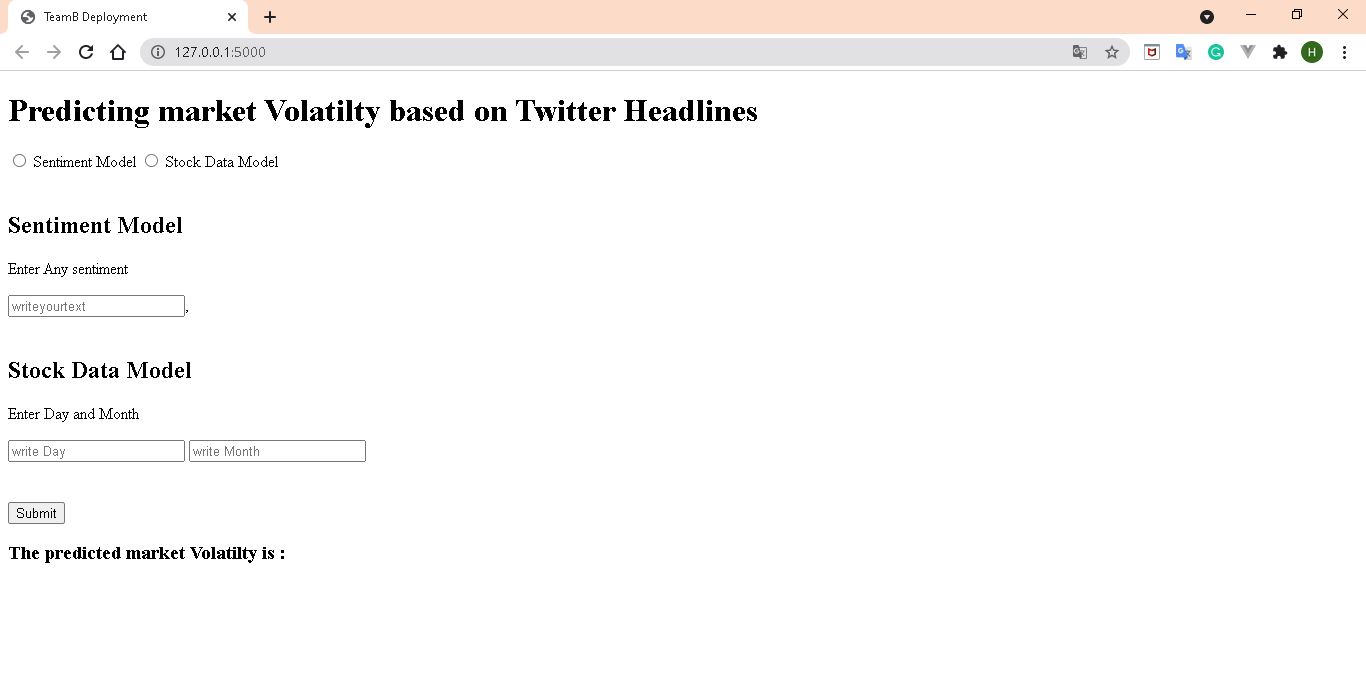 TeamB Deployment
127.0.0.1:5000
H
Predicting market Volatilty based on Twitter Headlines
Sentiment Model Stock Data Model
Sentiment Model
Enter Any sentiment
writeyourtext,
Stock Data Model
Enter Day and Month
write Day write Month
Submit
The predicted market Volatilty is :